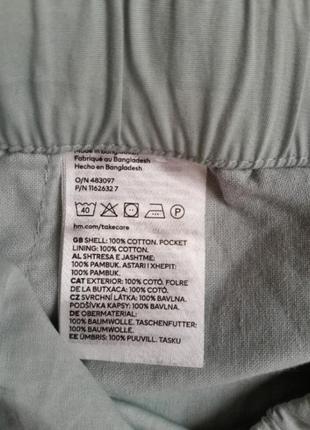 Made in Bangladesh
Fabriqué au Bangladesh
Hecho en Bangladesh
O/N 483097
P/N 1162632 7
40 P
hm.com/takecare
GB SHELL: 100% COTTON. POCKET
LINING: 100% COTTON.
AL SHTRESA E JASHTME:
100% PAMBUK. ASTARI I XHEPIT:
100% PAMBUK.
CAT EXTERIOR: 100% COTÓ. FOLRE
DE LA BUTXACA: 100% COTÓ.
CZ SVRCHNÍ LÁTKA: 100% BAVLNA.
PODŠÍVKA KAPSY: 100% BAVLNA.
DE OBERMATERIAL:
100% BAUMWOLLE. TASCHENFUTTER:
100% BAUMWOLLE.
EE ÜMBRIS: 100% PUUVILL. TASKU